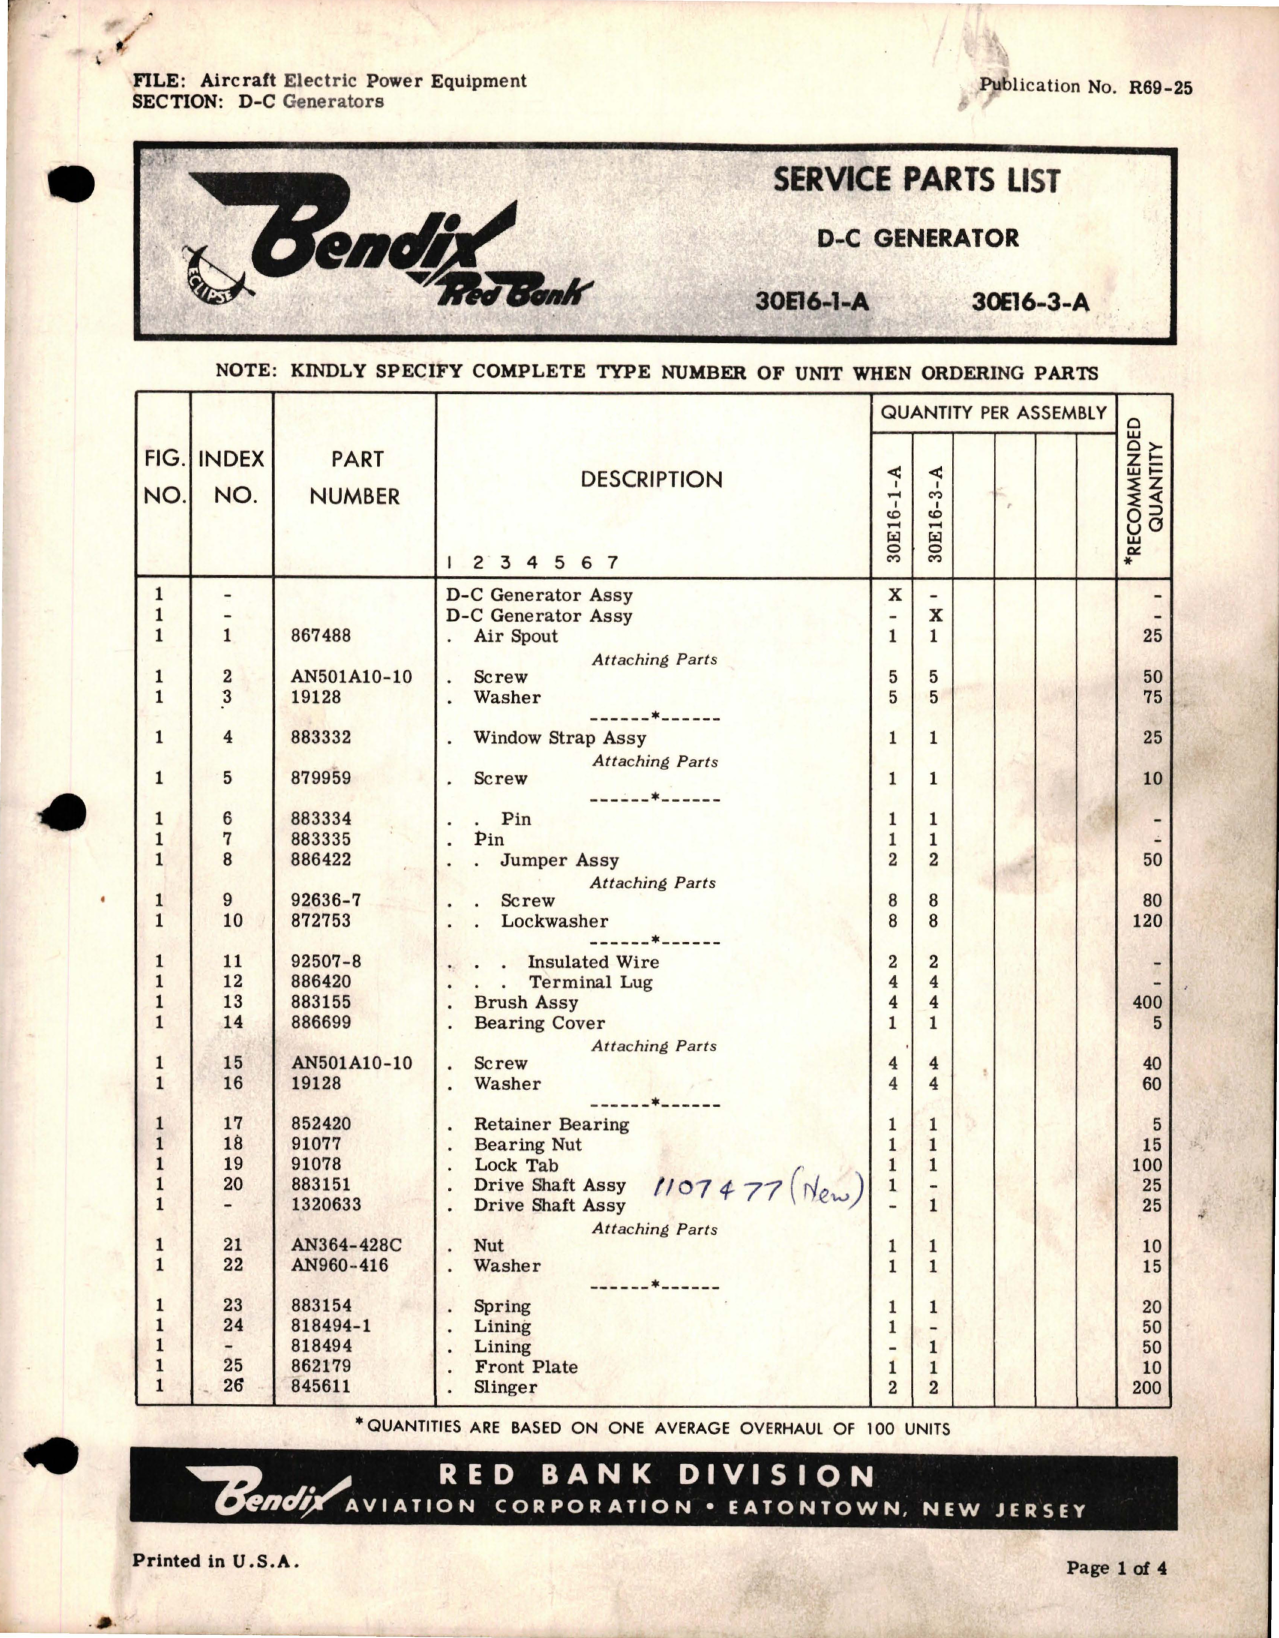 FILE: Aircraft Electric Power Equipment
SECTION: D-C Generators
Publication No. R69-25
Bendix
ECLIPSE
Red Bank
SERVICE PARTS LIST
D-C GENERATOR
30E16-1-A 30E16-3-A
NOTE: KINDLY SPECIFY COMPLETE TYPE NUMBER OF UNIT WHEN ORDERING PARTS
FIG. NO. INDEX NO. PART NUMBER DESCRIPTION 1 2 3 4 5 6 7 QUANTITY PER ASSEMBLY 30E16-1-A 30E16-3-A *RECOMMENDED QUANTITY
1 - D-C Generator Assy X - -
1 - D-C Generator Assy - X -
1 1 867488 . Air Spout 1 1 25
Attaching Parts
1 2 AN501A10-10 . Screw 5 5 50
1 3 19128 . Washer 5 5 75
------*------
1 4 883332 . Window Strap Assy 1 1 25
Attaching Parts
1 5 879959 . Screw 1 1 10
------*------
1 6 883334 . . Pin 1 1 -
1 7 883335 . Pin 1 1 -
1 8 886422 . . Jumper Assy 2 2 50
Attaching Parts
1 9 92636-7 . . Screw 8 8 80
1 10 872753 . . Lockwasher 8 8 120
------*------
1 11 92507-8 . . . Insulated Wire 2 2 -
1 12 886420 . . . Terminal Lug 4 4 -
1 13 883155 . Brush Assy 4 4 400
1 14 886699 . Bearing Cover 1 1 5
Attaching Parts
1 15 AN501A10-10 . Screw 4 4 40
1 16 19128 . Washer 4 4 60
------*------
1 17 852420 . Retainer Bearing 1 1 5
1 18 91077 . Bearing Nut 1 1 15
1 19 91078 . Lock Tab 1 1 100
1 20 883151 . Drive Shaft Assy 1107477 (New) 1 - 25
1 - 1320633 . Drive Shaft Assy - 1 25
Attaching Parts
1 21 AN364-428C . Nut 1 1 10
1 22 AN960-416 . Washer 1 1 15
------*------
1 23 883154 . Spring 1 1 20
1 24 818494-1 . Lining 1 - 50
1 - 818494 . Lining - 1 50
1 25 862179 . Front Plate 1 1 10
1 26 845611 . Slinger 2 2 200
*QUANTITIES ARE BASED ON ONE AVERAGE OVERHAUL OF 100 UNITS
Bendix RED BANK DIVISION
AVIATION CORPORATION • EATONTOWN, NEW JERSEY
Printed in U.S.A.
Page 1 of 4